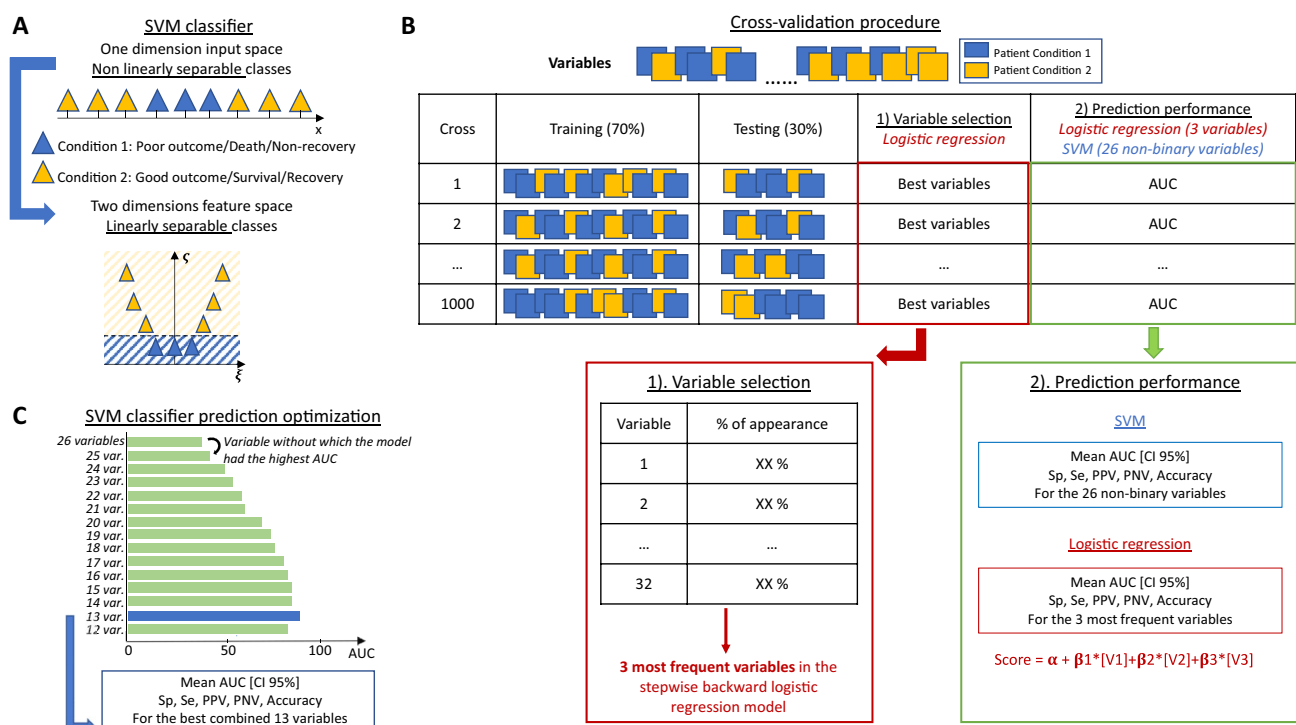 A
SVM classifier
One dimension input space
Non linearly separable classes
x
Condition 1: Poor outcome/Death/Non-recovery
Condition 2: Good outcome/Survival/Recovery
Two dimensions feature space
Linearly separable classes
ς
ξ
B
Cross-validation procedure
Variables
......
Patient Condition 1
Patient Condition 2
Cross
Training (70%)
Testing (30%)
1) Variable selection
Logistic regression
2) Prediction performance
Logistic regression (3 variables)
SVM (26 non-binary variables)
1
Best variables
AUC
2
Best variables
AUC
...
...
...
1000
Best variables
AUC
1). Variable selection
Variable
% of appearance
1
XX %
2
XX %
...
...
32
XX %
3 most frequent variables in the
stepwise backward logistic
regression model
2). Prediction performance
SVM
Mean AUC [CI 95%]
Sp, Se, PPV, PNV, Accuracy
For the 26 non-binary variables
Logistic regression
Mean AUC [CI 95%]
Sp, Se, PPV, PNV, Accuracy
For the 3 most frequent variables
Score = α + β1*[V1]+β2*[V2]+β3*[V3]
C
SVM classifier prediction optimization
26 variables
25 var.
24 var.
23 var.
22 var.
21 var.
20 var.
19 var.
18 var.
17 var.
16 var.
15 var.
14 var.
13 var.
12 var.
Variable without which the model
had the highest AUC
0
50
100
AUC
Mean AUC [CI 95%]
Sp, Se, PPV, PNV, Accuracy
For the best combined 13 variables